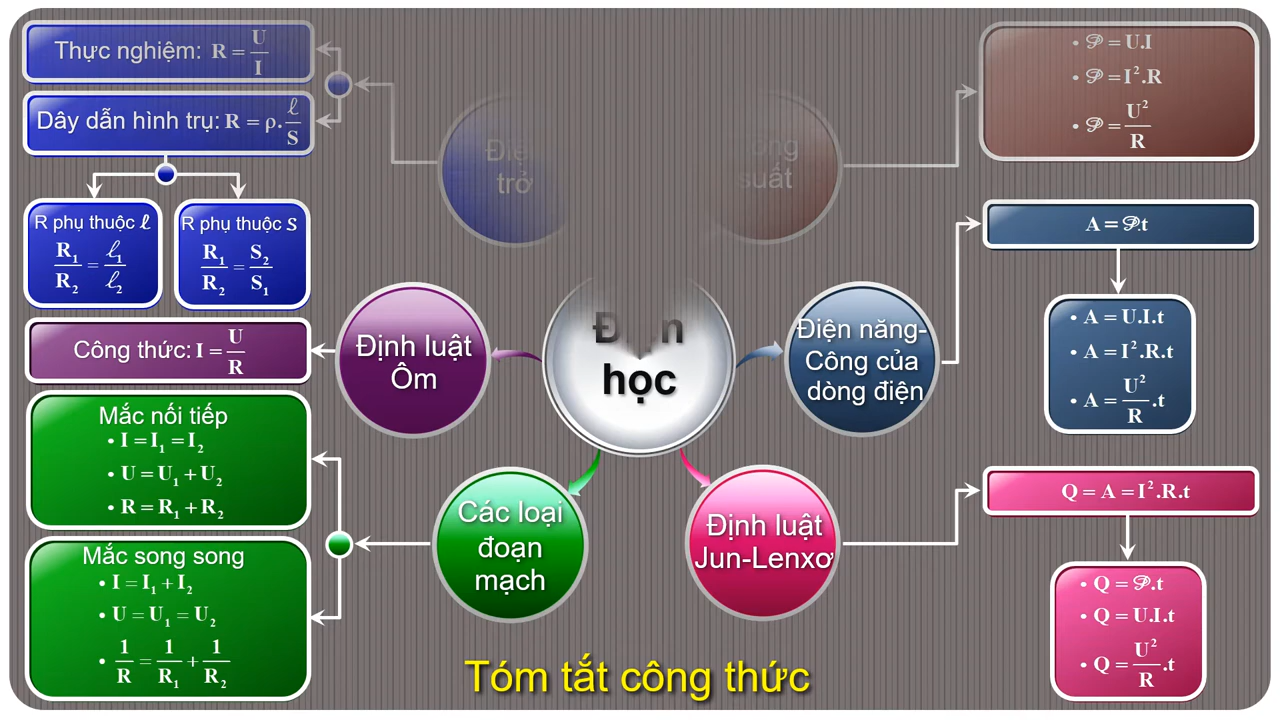 Thực nghiệm: R = U/I
Dây dẫn hình trụ: R = ρ.ℓ/S
R phụ thuộc ℓ
R₁/R₂ = ℓ₁/ℓ₂
R phụ thuộc S
R₁/R₂ = S₂/S₁
Công thức: I = U/R
Mắc nối tiếp
• I = I₁ = I₂
• U = U₁ + U₂
• R = R₁ + R₂
Mắc song song
• I = I₁ + I₂
• U = U₁ = U₂
• 1/R = 1/R₁ + 1/R₂
trở
Định luật
Ôm
Các loại
đoạn
mạch
học
suất
Điện năng-
Công của
dòng điện
Định luật
Jun-Lenxơ
• 𝒫 = U.I
• 𝒫 = I².R
• 𝒫 = U²/R
A = 𝒫.t
• A = U.I.t
• A = I².R.t
• A = U²/R.t
Q = A = I².R.t
• Q = 𝒫.t
• Q = U.I.t
• Q = U²/R.t
Tóm tắt công thức